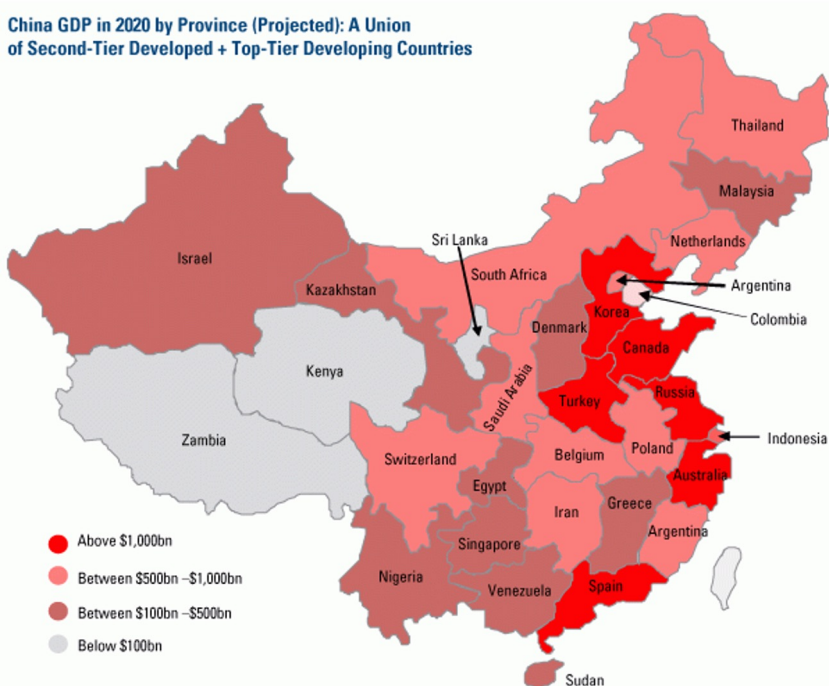 China GDP in 2020 by Province (Projected): A Union
of Second-Tier Developed + Top-Tier Developing Countries
Thailand
Malaysia
Netherlands
Sri Lanka
Israel
South Africa
Kazakhstan
Argentina
Korea
Colombia
Denmark
Canada
Kenya
Saudi Arabia
Turkey
Russia
Zambia
Switzerland
Belgium
Poland
Indonesia
Egypt
Australia
Iran
Greece
Argentina
Singapore
Nigeria
Venezuela
Spain
Sudan
Above $1,000bn
Between $500bn –$1,000bn
Between $100bn –$500bn
Below $100bn